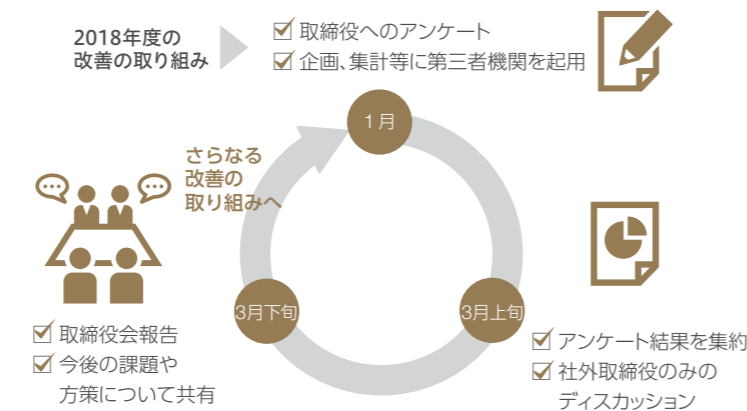 2018年度の
改善の取り組み
取締役へのアンケート
企画、集計等に第三者機関を起用
1月
さらなる
改善の
取り組みへ
3月上旬
アンケート結果を集約
社外取締役のみの
ディスカッション
3月下旬
取締役会報告
今後の課題や
方策について共有